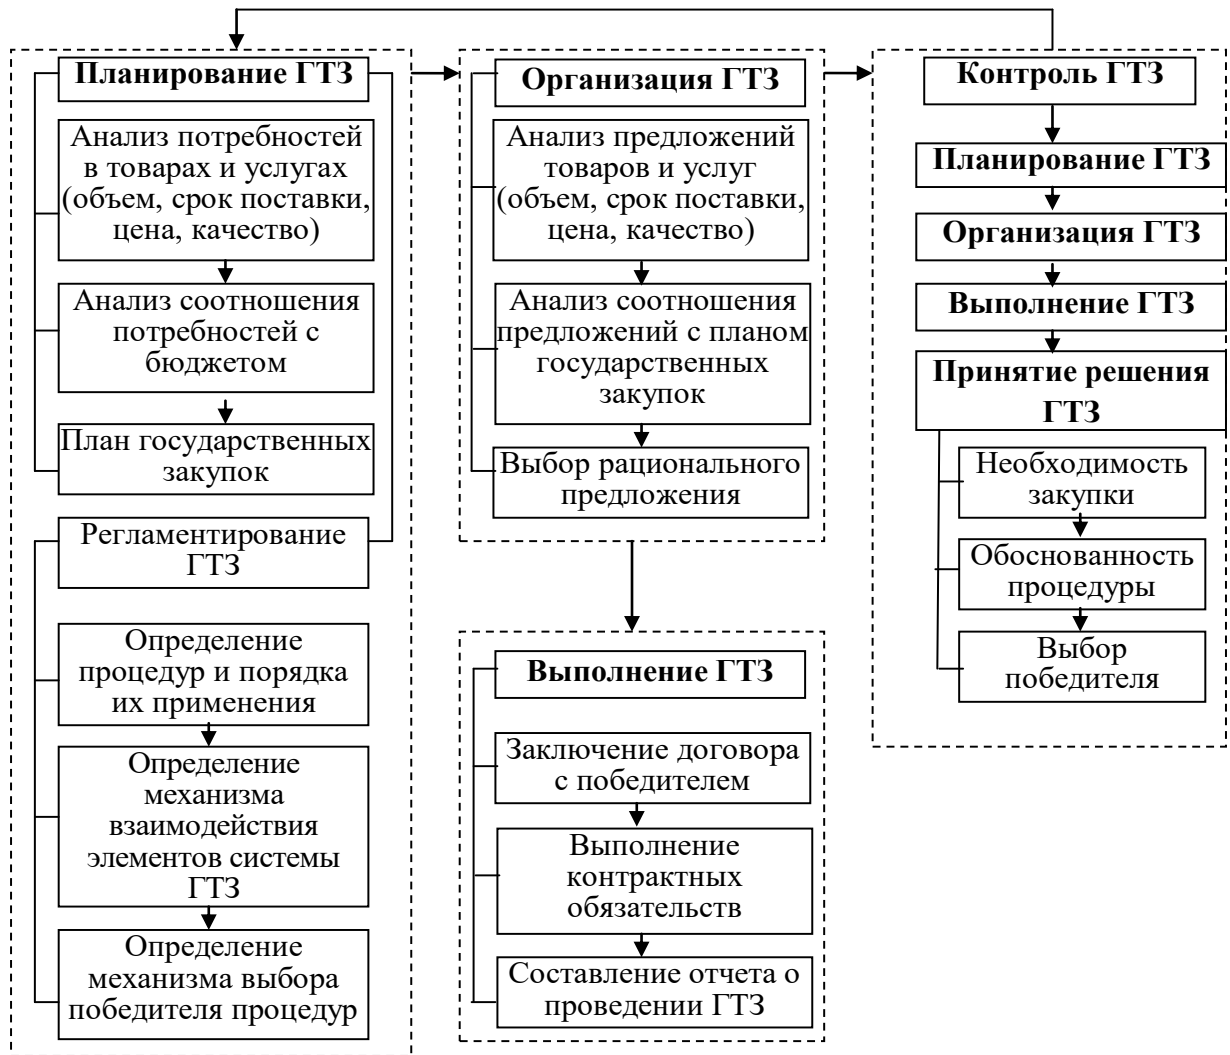 Планирование ГТЗ
Анализ потребностей
в товарах и услугах
(объем, срок поставки,
цена, качество)
Анализ соотношения
потребностей с
бюджетом
План государственных
закупок
Регламентирование
ГТЗ
Определение
процедур и порядка
их применения
Определение
механизма
взаимодействия
элементов системы
ГТЗ
Определение
механизма выбора
победителя процедур
Организация ГТЗ
Анализ предложений
товаров и услуг
(объем, срок поставки,
цена, качество)
Анализ соотношения
предложений с планом
государственных
закупок
Выбор рационального
предложения
Выполнение ГТЗ
Заключение договора
с победителем
Выполнение
контрактных
обязательств
Составление отчета о
проведении ГТЗ
Контроль ГТЗ
Планирование ГТЗ
Организация ГТЗ
Выполнение ГТЗ
Принятие решения
ГТЗ
Необходимость
закупки
Обоснованность
процедуры
Выбор
победителя